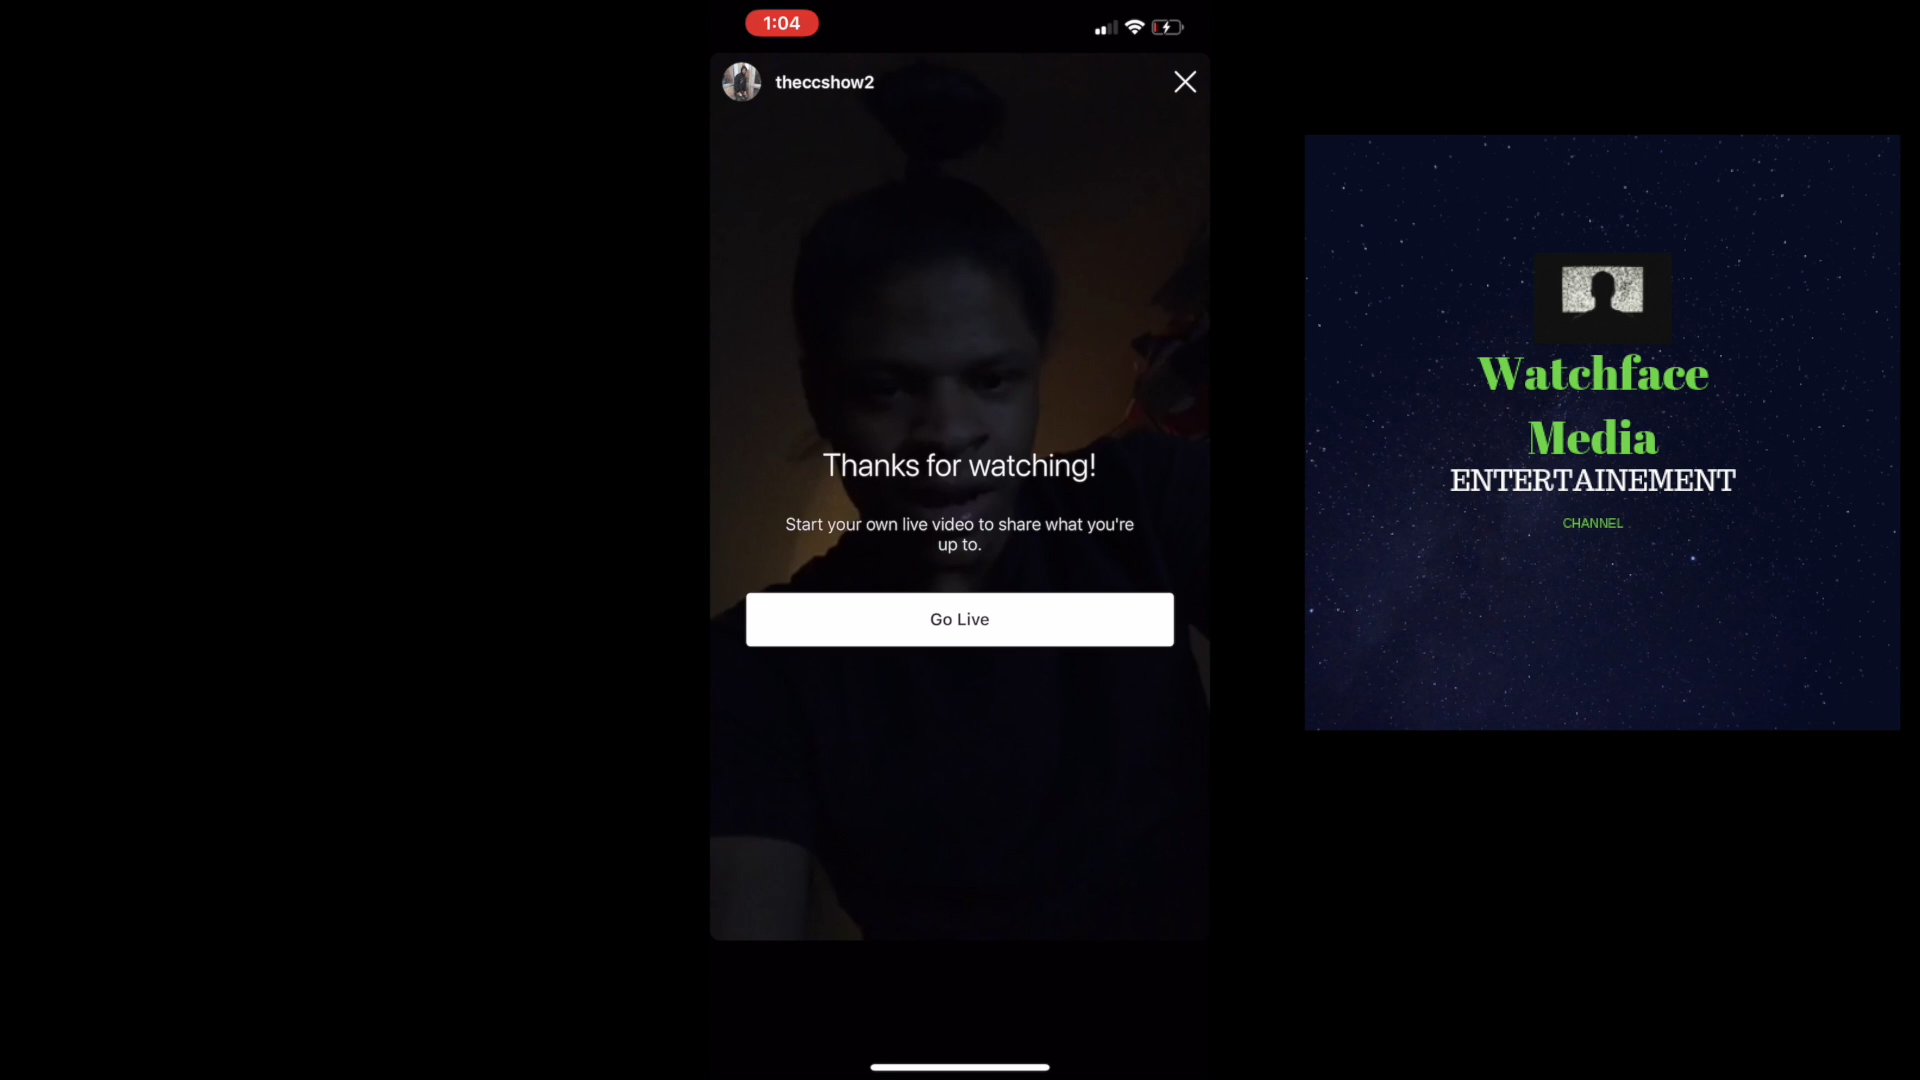 1:04
theccshow2
Thanks for watching!
Start your own live video to share what you're
up to.
Go Live
Watchface
Media
ENTERTAINEMENT
CHANNEL